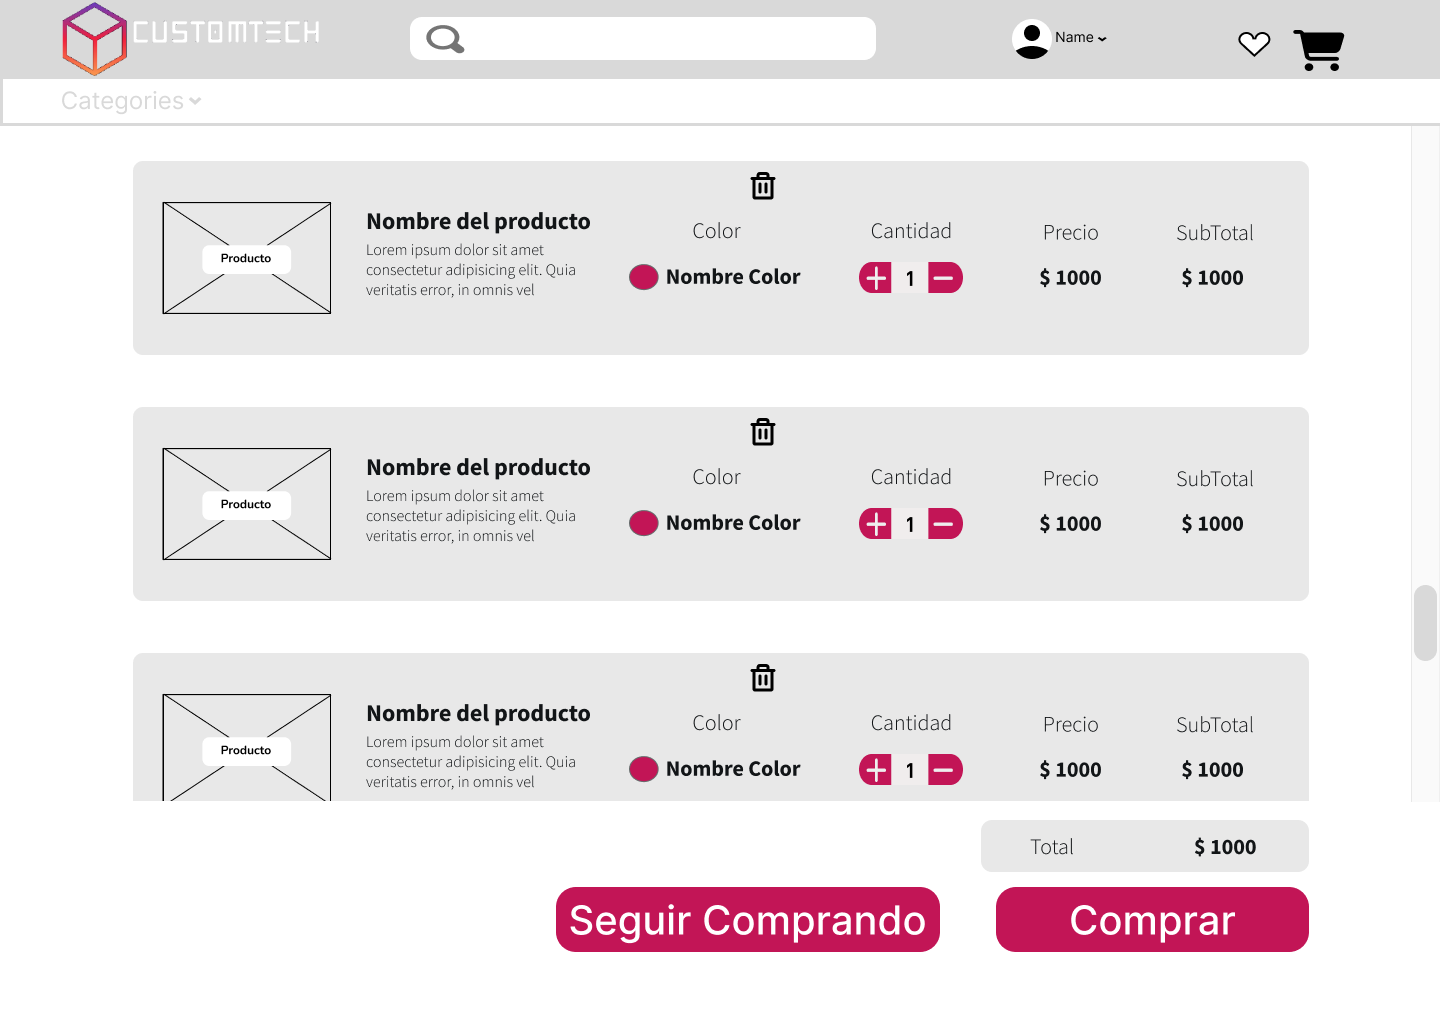 CUSTOMTECH
Name
Categories
Nombre del producto
Lorem ipsum dolor sit amet
consectetur adipisicing elit. Quia
veritatis error, in omnis vel
Producto
Color
Nombre Color
Cantidad
1
Precio
$ 1000
SubTotal
$ 1000
Nombre del producto
Lorem ipsum dolor sit amet
consectetur adipisicing elit. Quia
veritatis error, in omnis vel
Producto
Color
Nombre Color
Cantidad
1
Precio
$ 1000
SubTotal
$ 1000
Nombre del producto
Lorem ipsum dolor sit amet
consectetur adipisicing elit. Quia
veritatis error, in omnis vel
Producto
Color
Nombre Color
Cantidad
1
Precio
$ 1000
SubTotal
$ 1000
Total $ 1000
Seguir Comprando
Comprar